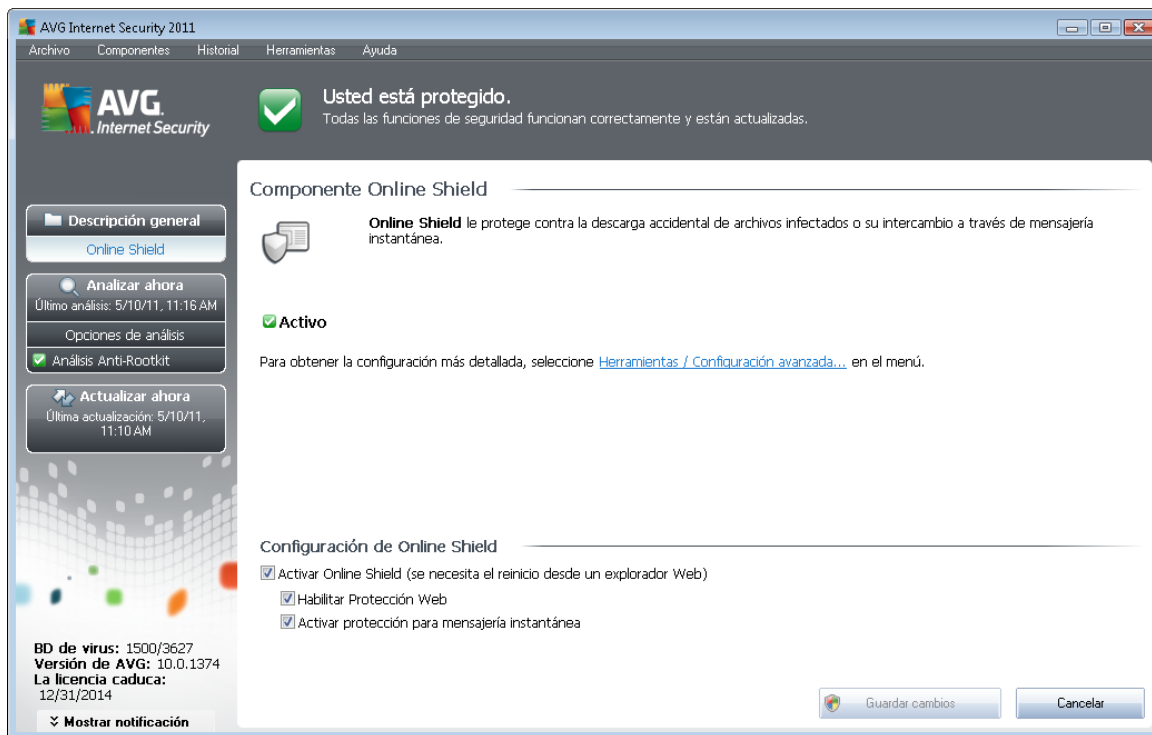 AVG Internet Security 2011
Archivo Componentes Historial Herramientas Ayuda
AVG.
Internet Security
Usted está protegido.
Todas las funciones de seguridad funcionan correctamente y están actualizadas.
Descripción general
Online Shield
Analizar ahora
Último análisis: 5/10/11, 11:16 AM
Opciones de análisis
Análisis Anti-Rootkit
Actualizar ahora
Última actualización: 5/10/11,
11:10 AM
BD de virus: 1500/3627
Versión de AVG: 10.0.1374
La licencia caduca:
12/31/2014
Mostrar notificación
Componente Online Shield
Online Shield le protege contra la descarga accidental de archivos infectados o su intercambio a través de mensajería
instantánea.
Activo
Para obtener la configuración más detallada, seleccione Herramientas / Configuración avanzada... en el menú.
Configuración de Online Shield
Activar Online Shield (se necesita el reinicio desde un explorador Web)
Habilitar Protección Web
Activar protección para mensajería instantánea
Guardar cambios
Cancelar